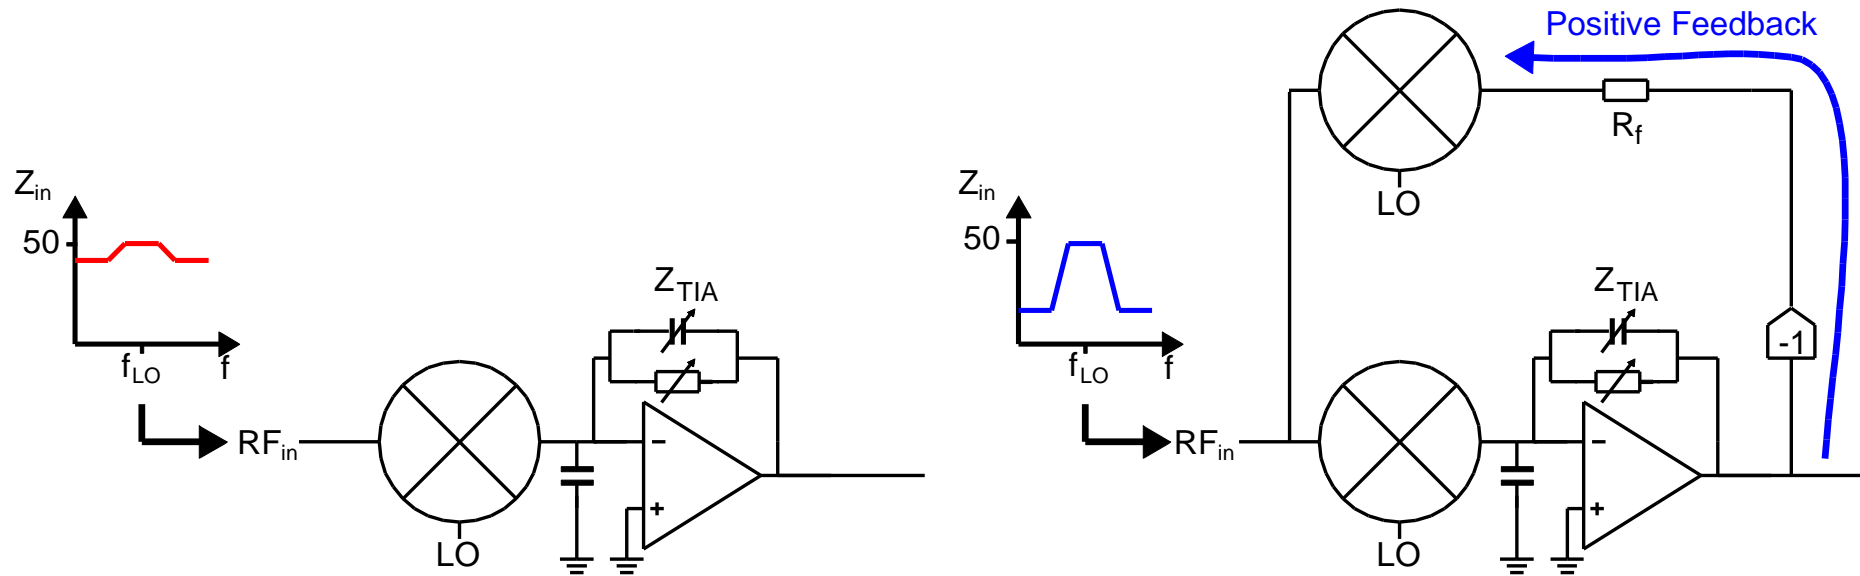 Z_in
50
f_LO
f
RF_in
LO
Z_TIA
−
+
Positive Feedback
R_f
LO
Z_in
50
f_LO
f
RF_in
LO
Z_TIA
−
+
-1